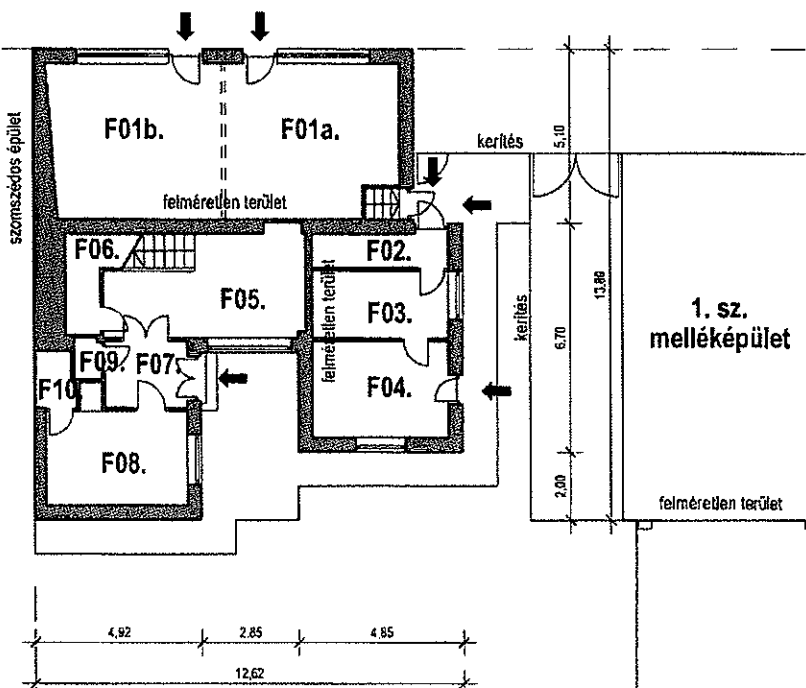 F01b.
F01a.
szomszédos épület
felméretlen terület
kerítés
5,10
13,80
F06.
F02.
F05.
felméretlen terület
F03.
kerítés
6,70
1. sz.
melléképület
F09.
F07.
F10.
F04.
F08.
felméretlen terület
2,00
4,92
2,85
4,85
12,62